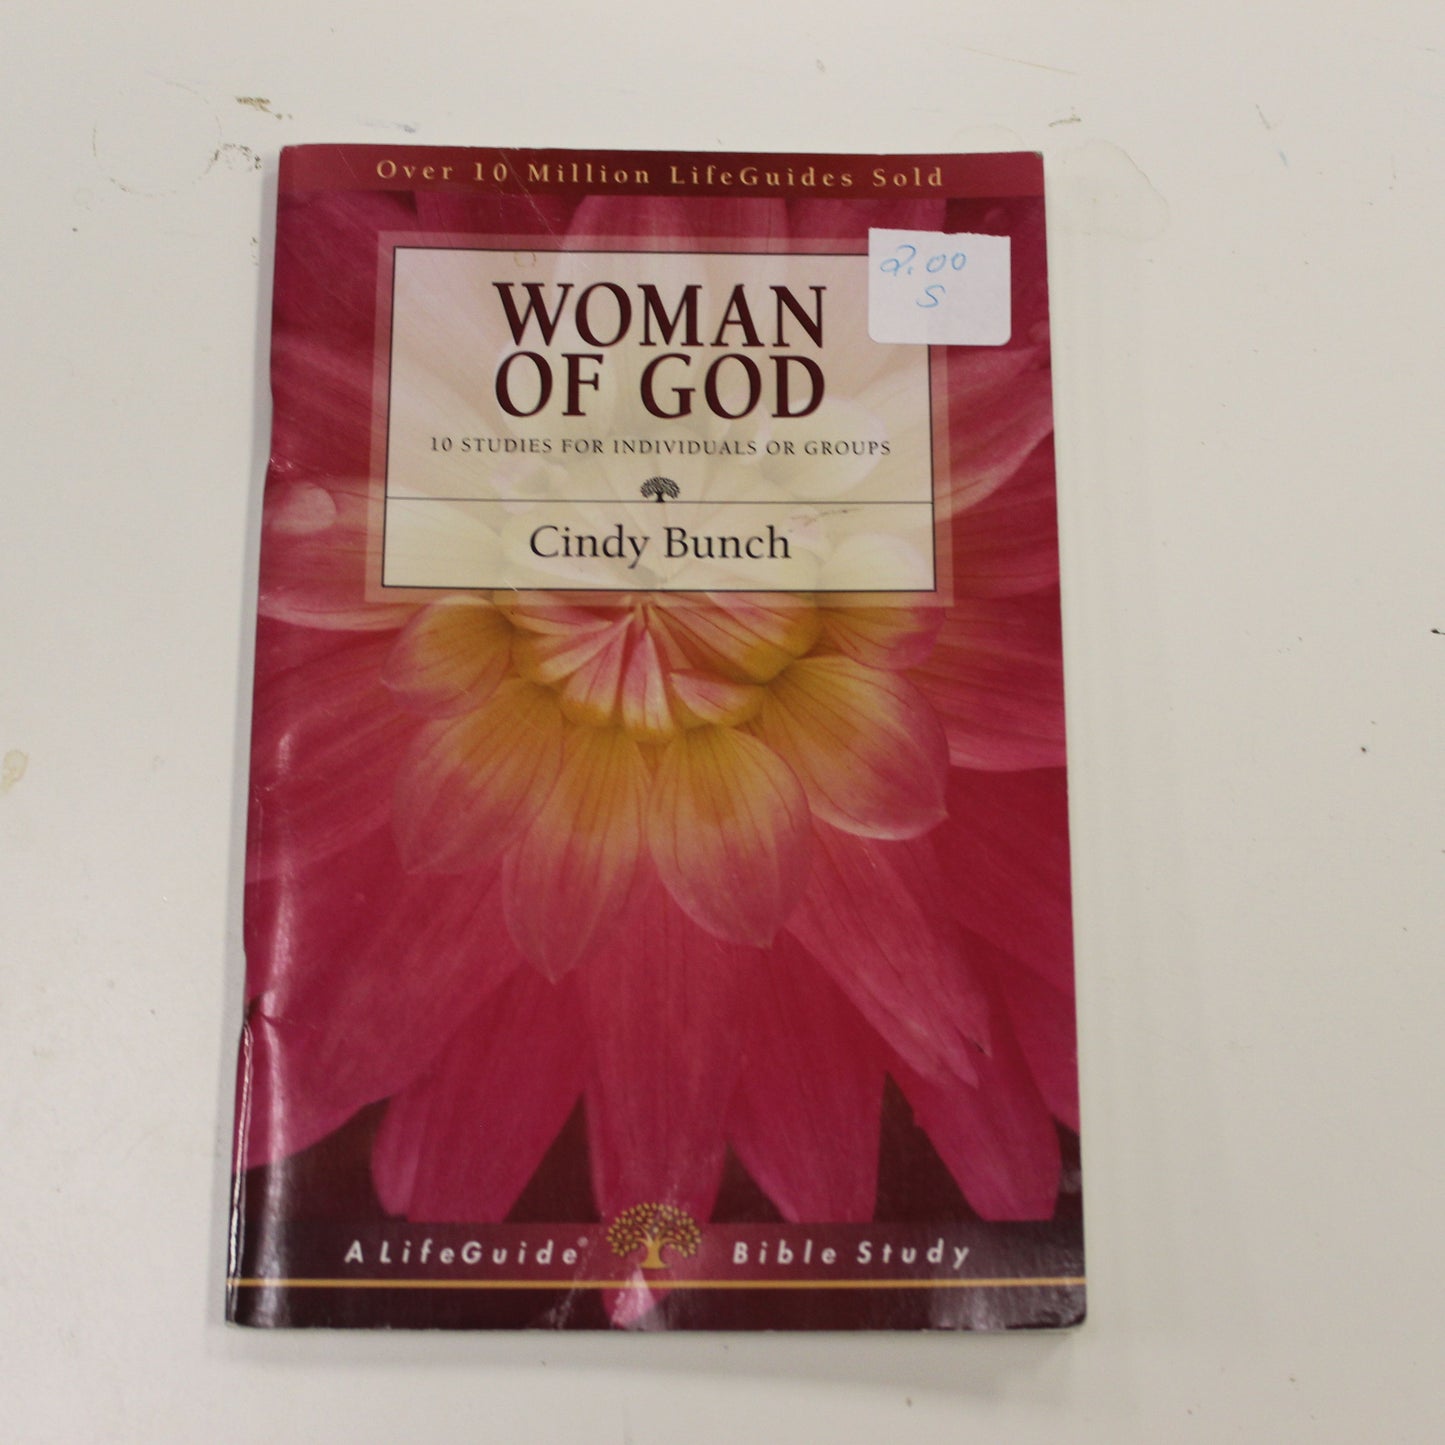 Over 10 Million LifeGuides Sold
2.00
S
WOMAN
OF GOD
10 STUDIES FOR INDIVIDUALS OR GROUPS
Cindy Bunch
A LifeGuide® Bible Study